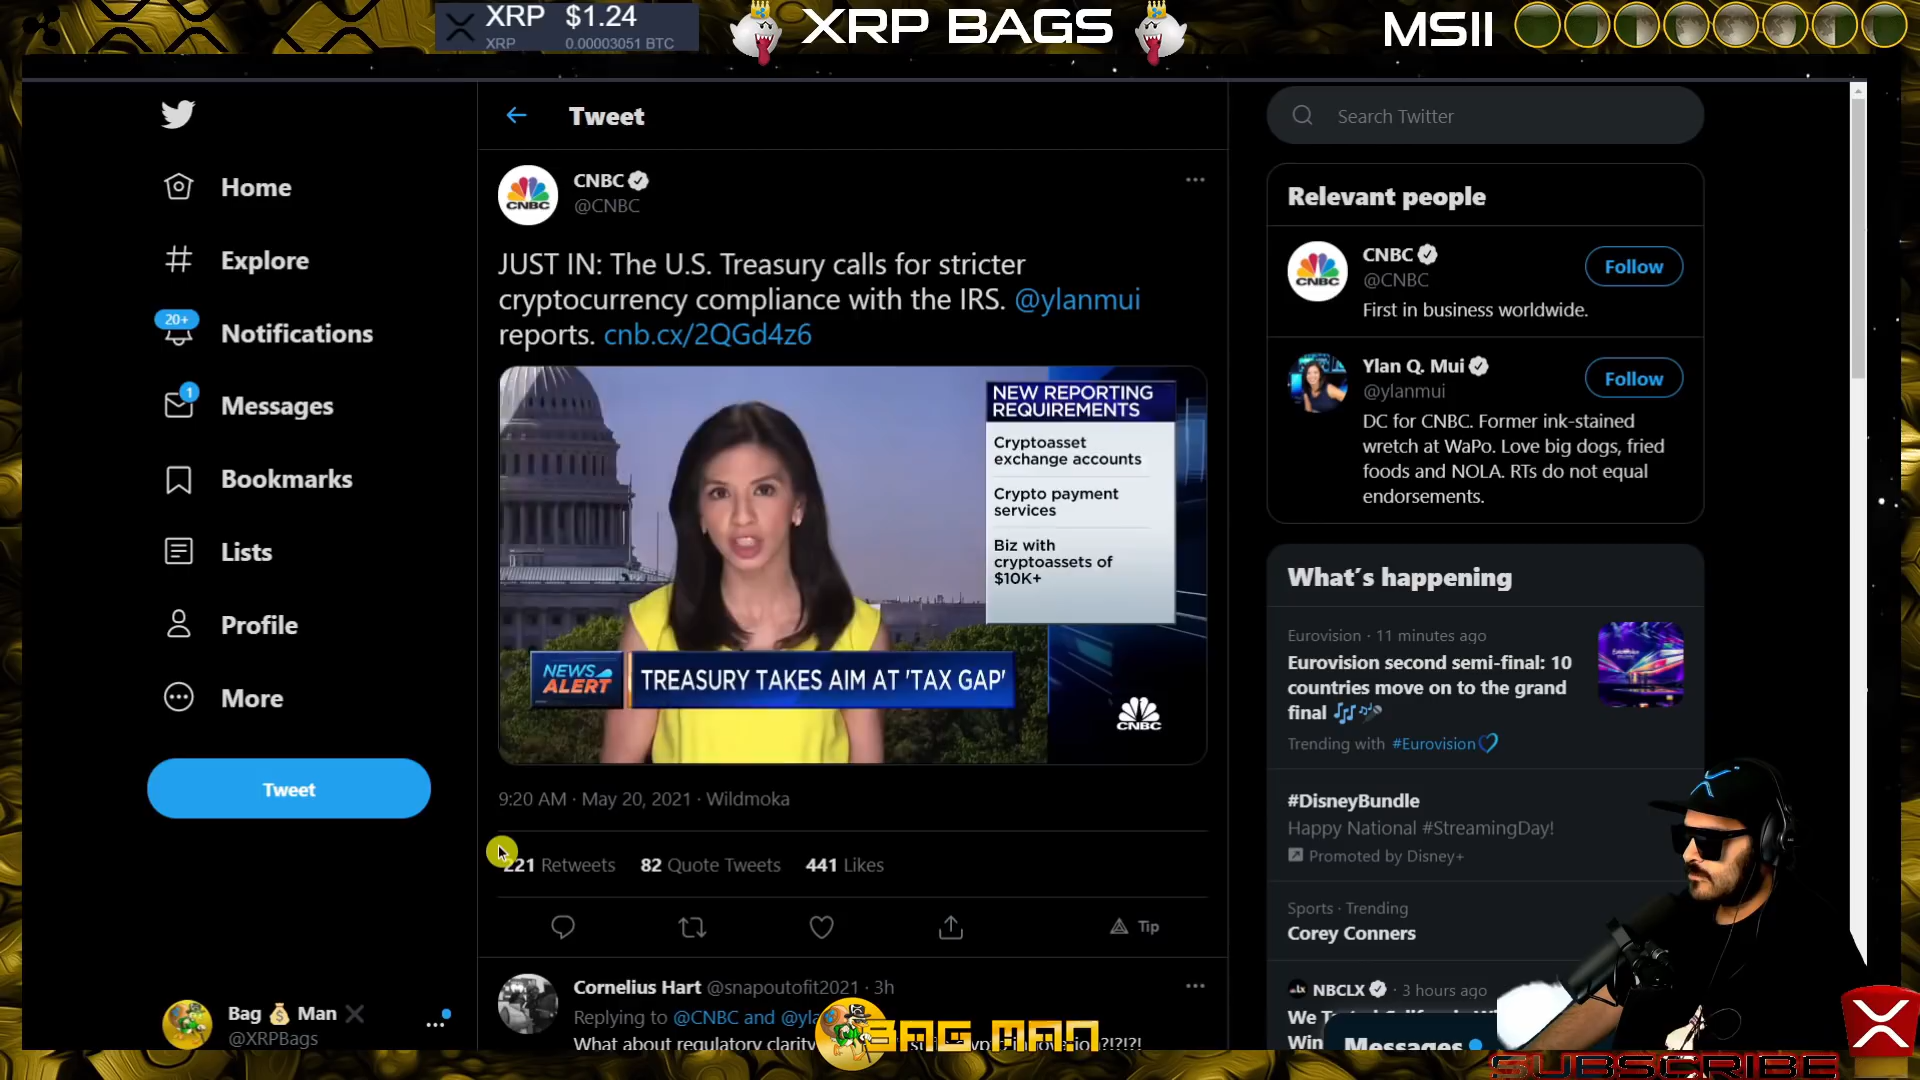 XRP $1.24
XRP 0.00003051 BTC
XRP BAGS
MSII
Home
Explore
20+
Notifications
1
Messages
Bookmarks
Lists
Profile
More
Tweet
Bag Man
@XRPBags
Tweet
CNBC
@CNBC
JUST IN: The U.S. Treasury calls for stricter
cryptocurrency compliance with the IRS. @ylanmui
reports. cnb.cx/2QGd4z6
NEW REPORTING
REQUIREMENTS
Cryptoasset
exchange accounts
Crypto payment
services
Biz with
cryptoassets of
$10K+
NEWS
ALERT
TREASURY TAKES AIM AT 'TAX GAP'
CNBC
9:20 AM · May 20, 2021 · Wildmoka
221 Retweets 82 Quote Tweets 441 Likes
Tip
Cornelius Hart @snapoutofit2021 · 3h
Replying to @CNBC and
What about regulatory clarity
BAG MAN
Search Twitter
Relevant people
CNBC
@CNBC
Follow
First in business worldwide.
Ylan Q. Mui
@ylanmui
Follow
DC for CNBC. Former ink-stained
wretch at WaPo. Love big dogs, fried
foods and NOLA. RTs do not equal
endorsements.
What's happening
Eurovision · 11 minutes ago
Eurovision second semi-final: 10
countries move on to the grand
final
Trending with #Eurovision
#DisneyBundle
Happy National #StreamingDay!
Promoted by Disney+
Sports · Trending
Corey Conners
NBCLX · 3 hours ago
We
Win
Messages
SUBSCRIBE